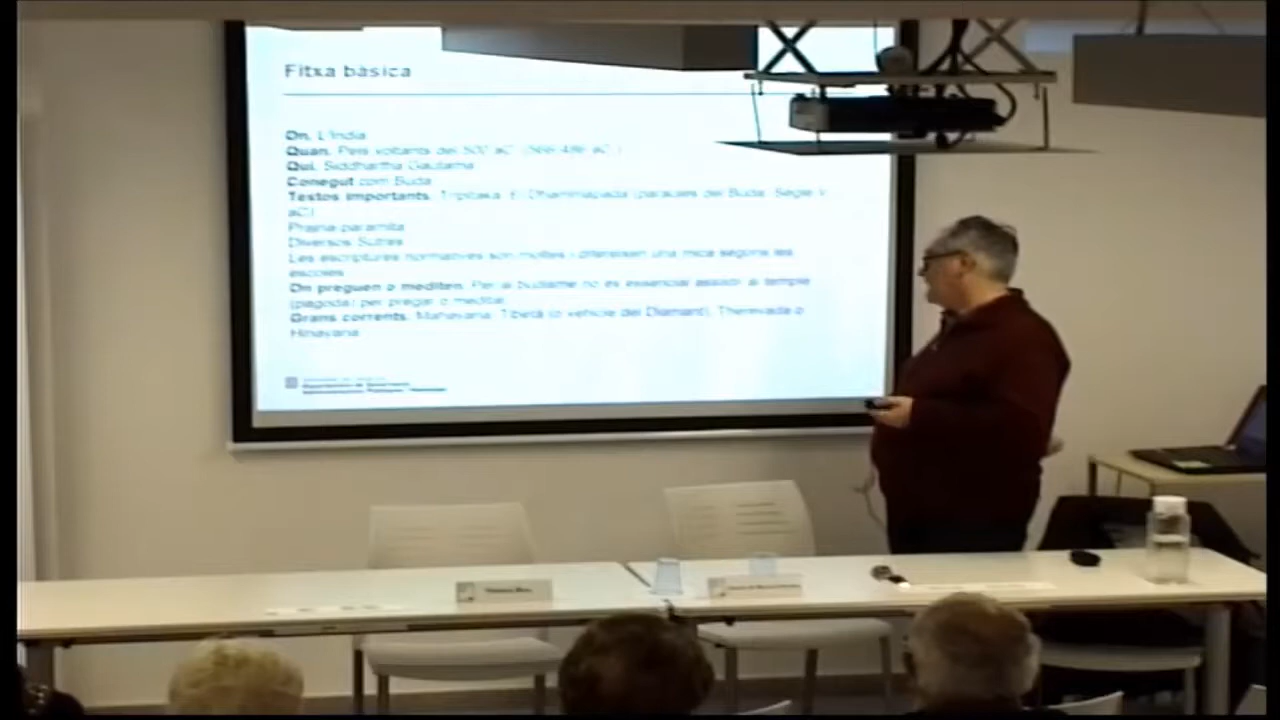 Fitxa bàsica
On. L'Índia
Quan. Pels voltants del 500 aC (566-486 aC.)
Qui. Siddhartha Gautama
Conegut com Buda
Testos importants. Tripitaka. El Dhammapada (paraules del Buda. Segle V
aC)
Prajna-paramita
Diversos Sutres
Les escriptures normatives són moltes i difereixen una mica segons les
escoles
On preguen o mediten. Per al budisme no és essencial assistir al temple
(pagoda) per pregar o meditar
Grans corrents. Mahayana. Tibetà (o vehicle del Diamant). Theravada o
Hinayana